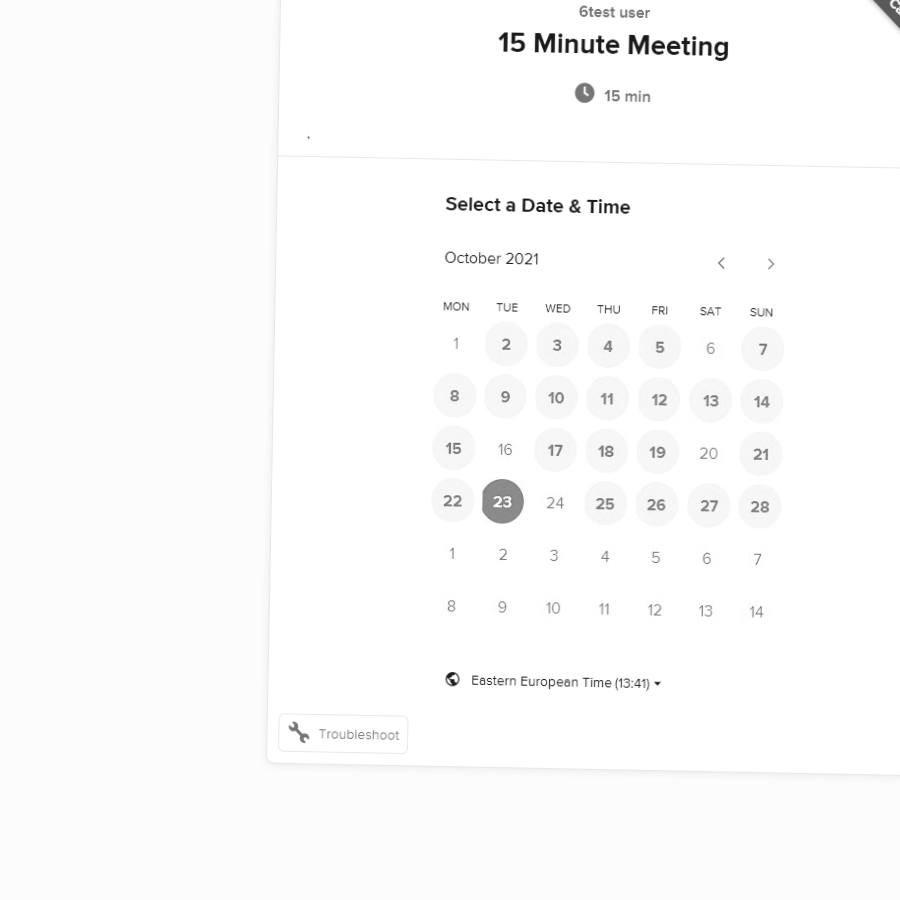 6test user
15 Minute Meeting
15 min
Select a Date & Time
October 2021
MON TUE WED THU FRI SAT SUN
1 2 3 4 5 6 7
8 9 10 11 12 13 14
15 16 17 18 19 20 21
22 23 24 25 26 27 28
1 2 3 4 5 6 7
8 9 10 11 12 13 14
Eastern European Time (13:41)
Troubleshoot